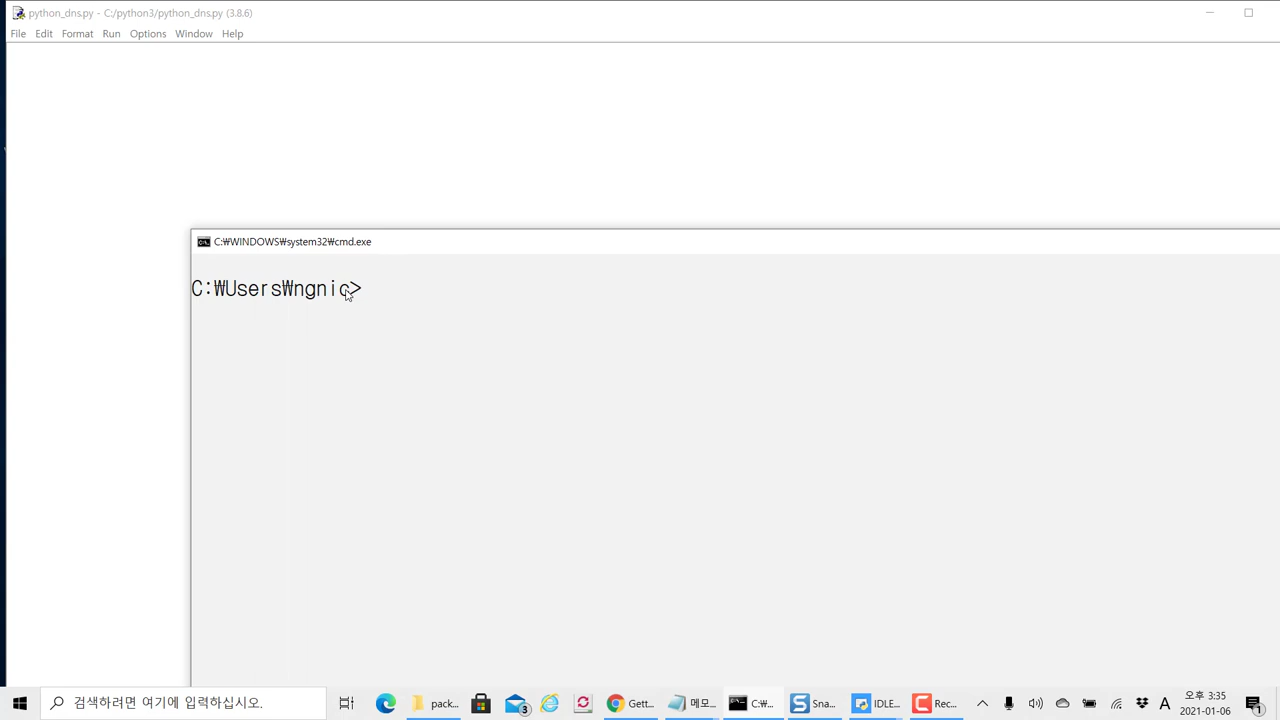 python_dns.py - C:/python3/python_dns.py (3.8.6)
File Edit Format Run Options Window Help
C:₩WINDOWS₩system32₩cmd.exe
C:₩Users₩ngnic>
검색하려면 여기에 입력하십시오.
3
pack...
Gett...
메모...
C:₩...
Sna...
IDLE...
Rec...
A
오후 3:35
2021-01-06
1